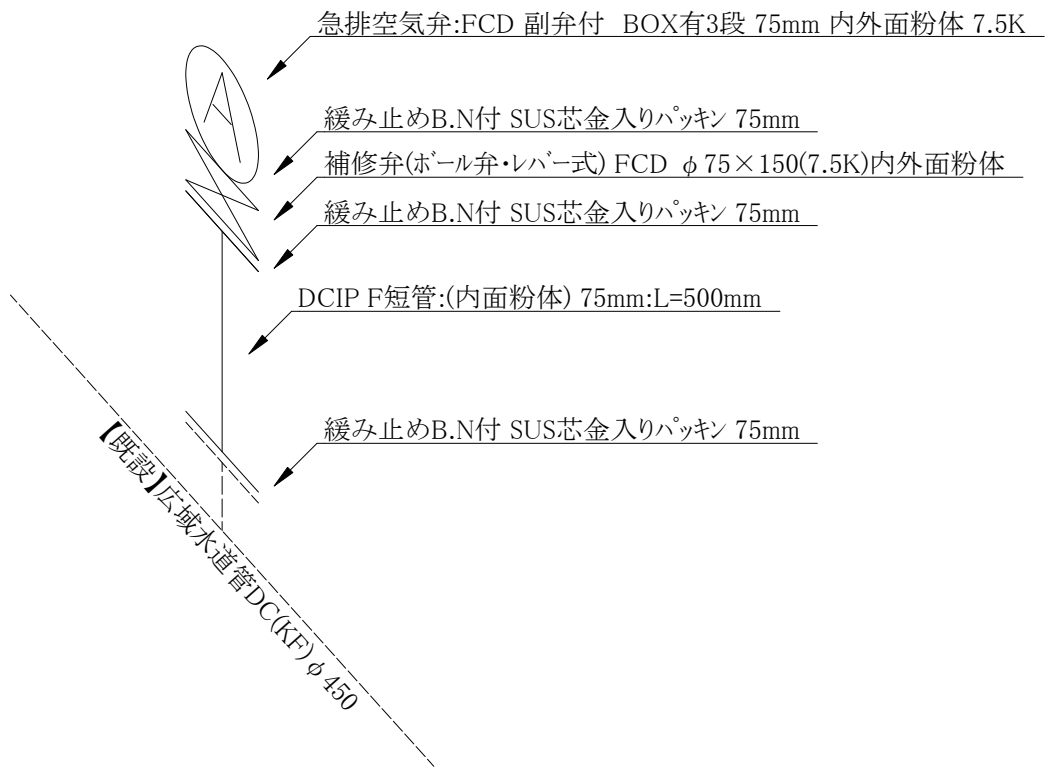 急排空気弁:FCD 副弁付 BOX有3段 75mm 内外面粉体 7.5K
A
緩み止めB.N付 SUS芯金入りパッキン 75mm
補修弁(ボール弁・レバー式) FCD φ75×150(7.5K)内外面粉体
緩み止めB.N付 SUS芯金入りパッキン 75mm
DCIP F短管:(内面粉体) 75mm:L=500mm
緩み止めB.N付 SUS芯金入りパッキン 75mm
【既設】広域水道管DC(KF)φ450